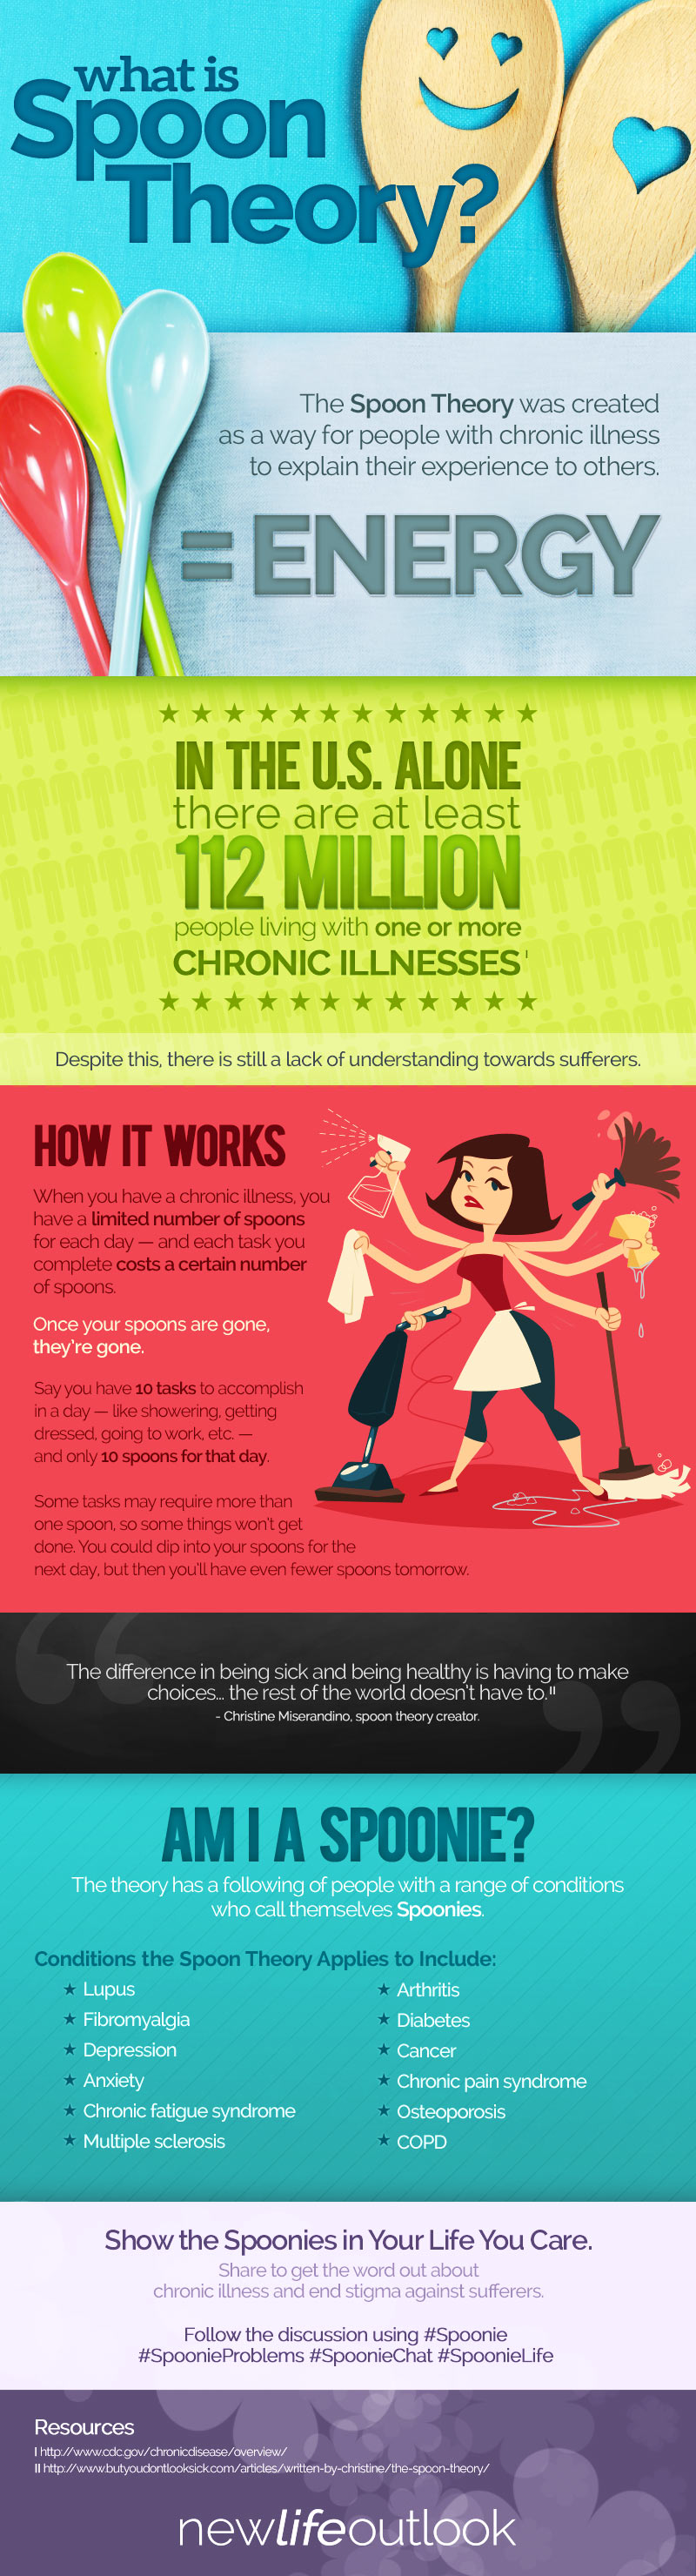 what is
Spoon
Theory?
The Spoon Theory was created
as a way for people with chronic illness
to explain their experience to others.
= ENERGY
IN THE U.S. ALONE
there are at least
112 MILLION
people living with one or more
CHRONIC ILLNESSES I
Despite this, there is still a lack of understanding towards sufferers.
HOW IT WORKS
When you have a chronic illness, you
have a limited number of spoons
for each day — and each task you
complete costs a certain number
of spoons.
Once your spoons are gone,
they're gone.
Say you have 10 tasks to accomplish
in a day — like showering, getting
dressed, going to work, etc. —
and only 10 spoons for that day.
Some tasks may require more than
one spoon, so some things won't get
done. You could dip into your spoons for the
next day, but then you'll have even fewer spoons tomorrow.
The difference in being sick and being healthy is having to make
choices... the rest of the world doesn't have to.II
- Christine Miserandino, spoon theory creator.
AM I A SPOONIE?
The theory has a following of people with a range of conditions
who call themselves Spoonies.
Conditions the Spoon Theory Applies to Include:
★ Lupus
★ Fibromyalgia
★ Depression
★ Anxiety
★ Chronic fatigue syndrome
★ Multiple sclerosis
★ Arthritis
★ Diabetes
★ Cancer
★ Chronic pain syndrome
★ Osteoporosis
★ COPD
Show the Spoonies in Your Life You Care.
Share to get the word out about
chronic illness and end stigma against sufferers.
Follow the discussion using #Spoonie
#SpoonieProblems #SpoonieChat #SpoonieLife
Resources
I http://www.cdc.gov/chronicdisease/overview/
II http://www.butyoudontlooksick.com/articles/written-by-christine/the-spoon-theory/
newlifeoutlook